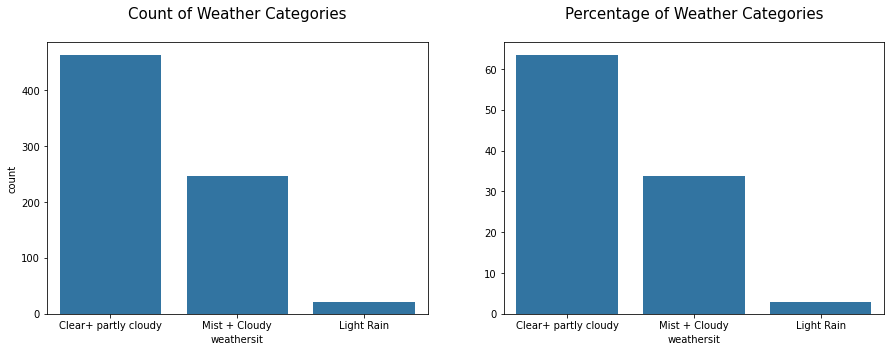 Count of Weather Categories
count
400
300
200
100
0
Clear+ partly cloudy
Mist + Cloudy
Light Rain
weathersit
Percentage of Weather Categories
60
50
40
30
20
10
0
Clear+ partly cloudy
Mist + Cloudy
Light Rain
weathersit